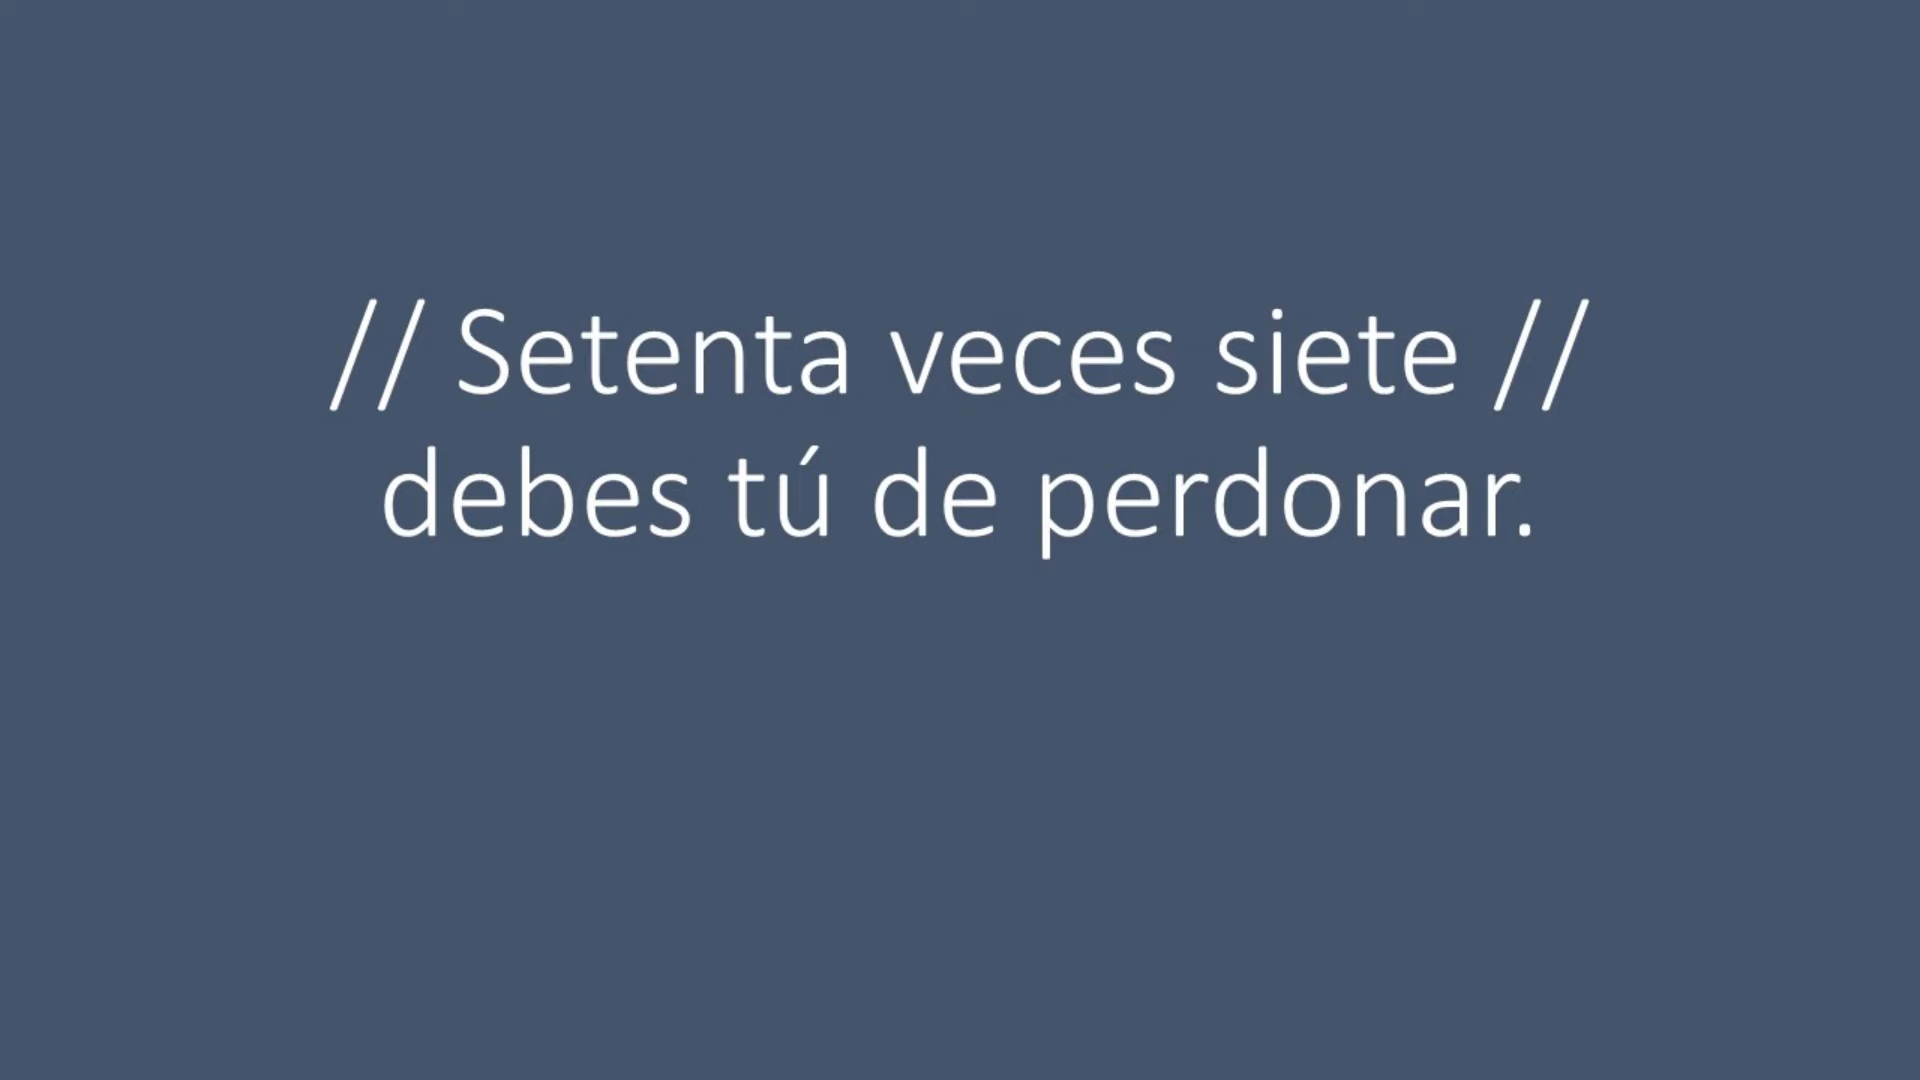 // Setenta veces siete //
debes tú de perdonar.